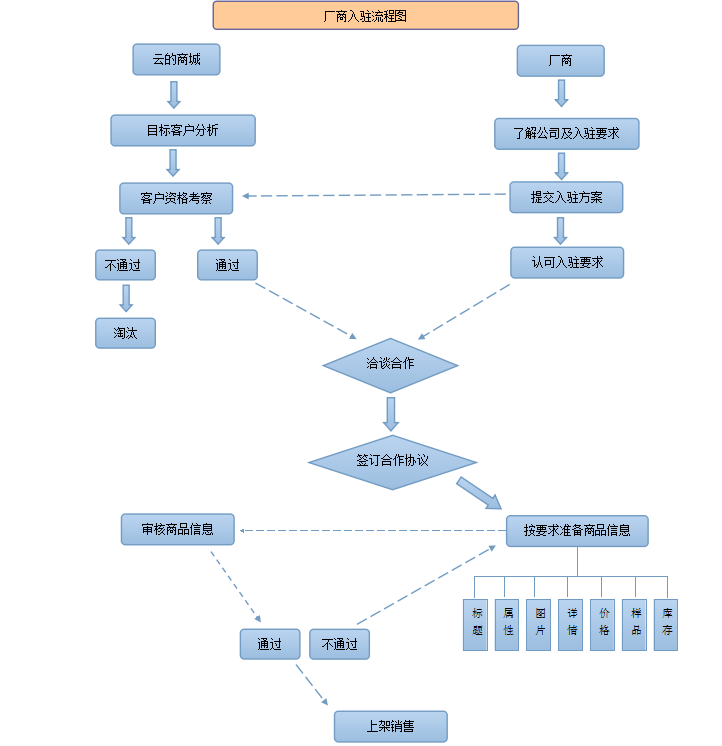 厂商入驻流程图
云的商城
厂商
目标客户分析
了解公司及入驻要求
客户资格考察
提交入驻方案
不通过
通过
认可入驻要求
淘汰
洽谈合作
签订合作协议
审核商品信息
按要求准备商品信息
标题
属性
图片
详情
价格
样品
库存
通过
不通过
上架销售